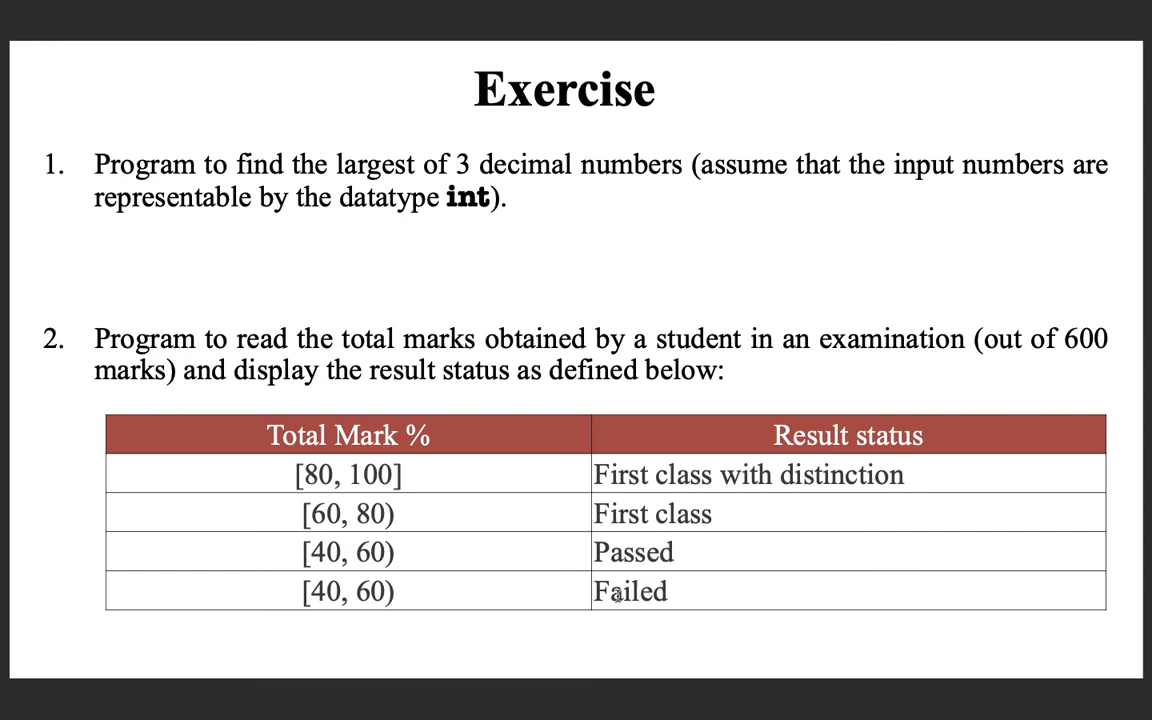 Exercise
1. Program to find the largest of 3 decimal numbers (assume that the input numbers are
representable by the datatype int).
2. Program to read the total marks obtained by a student in an examination (out of 600
marks) and display the result status as defined below:
Total Mark % Result status
[80, 100] First class with distinction
[60, 80) First class
[40, 60) Passed
[40, 60) Failed